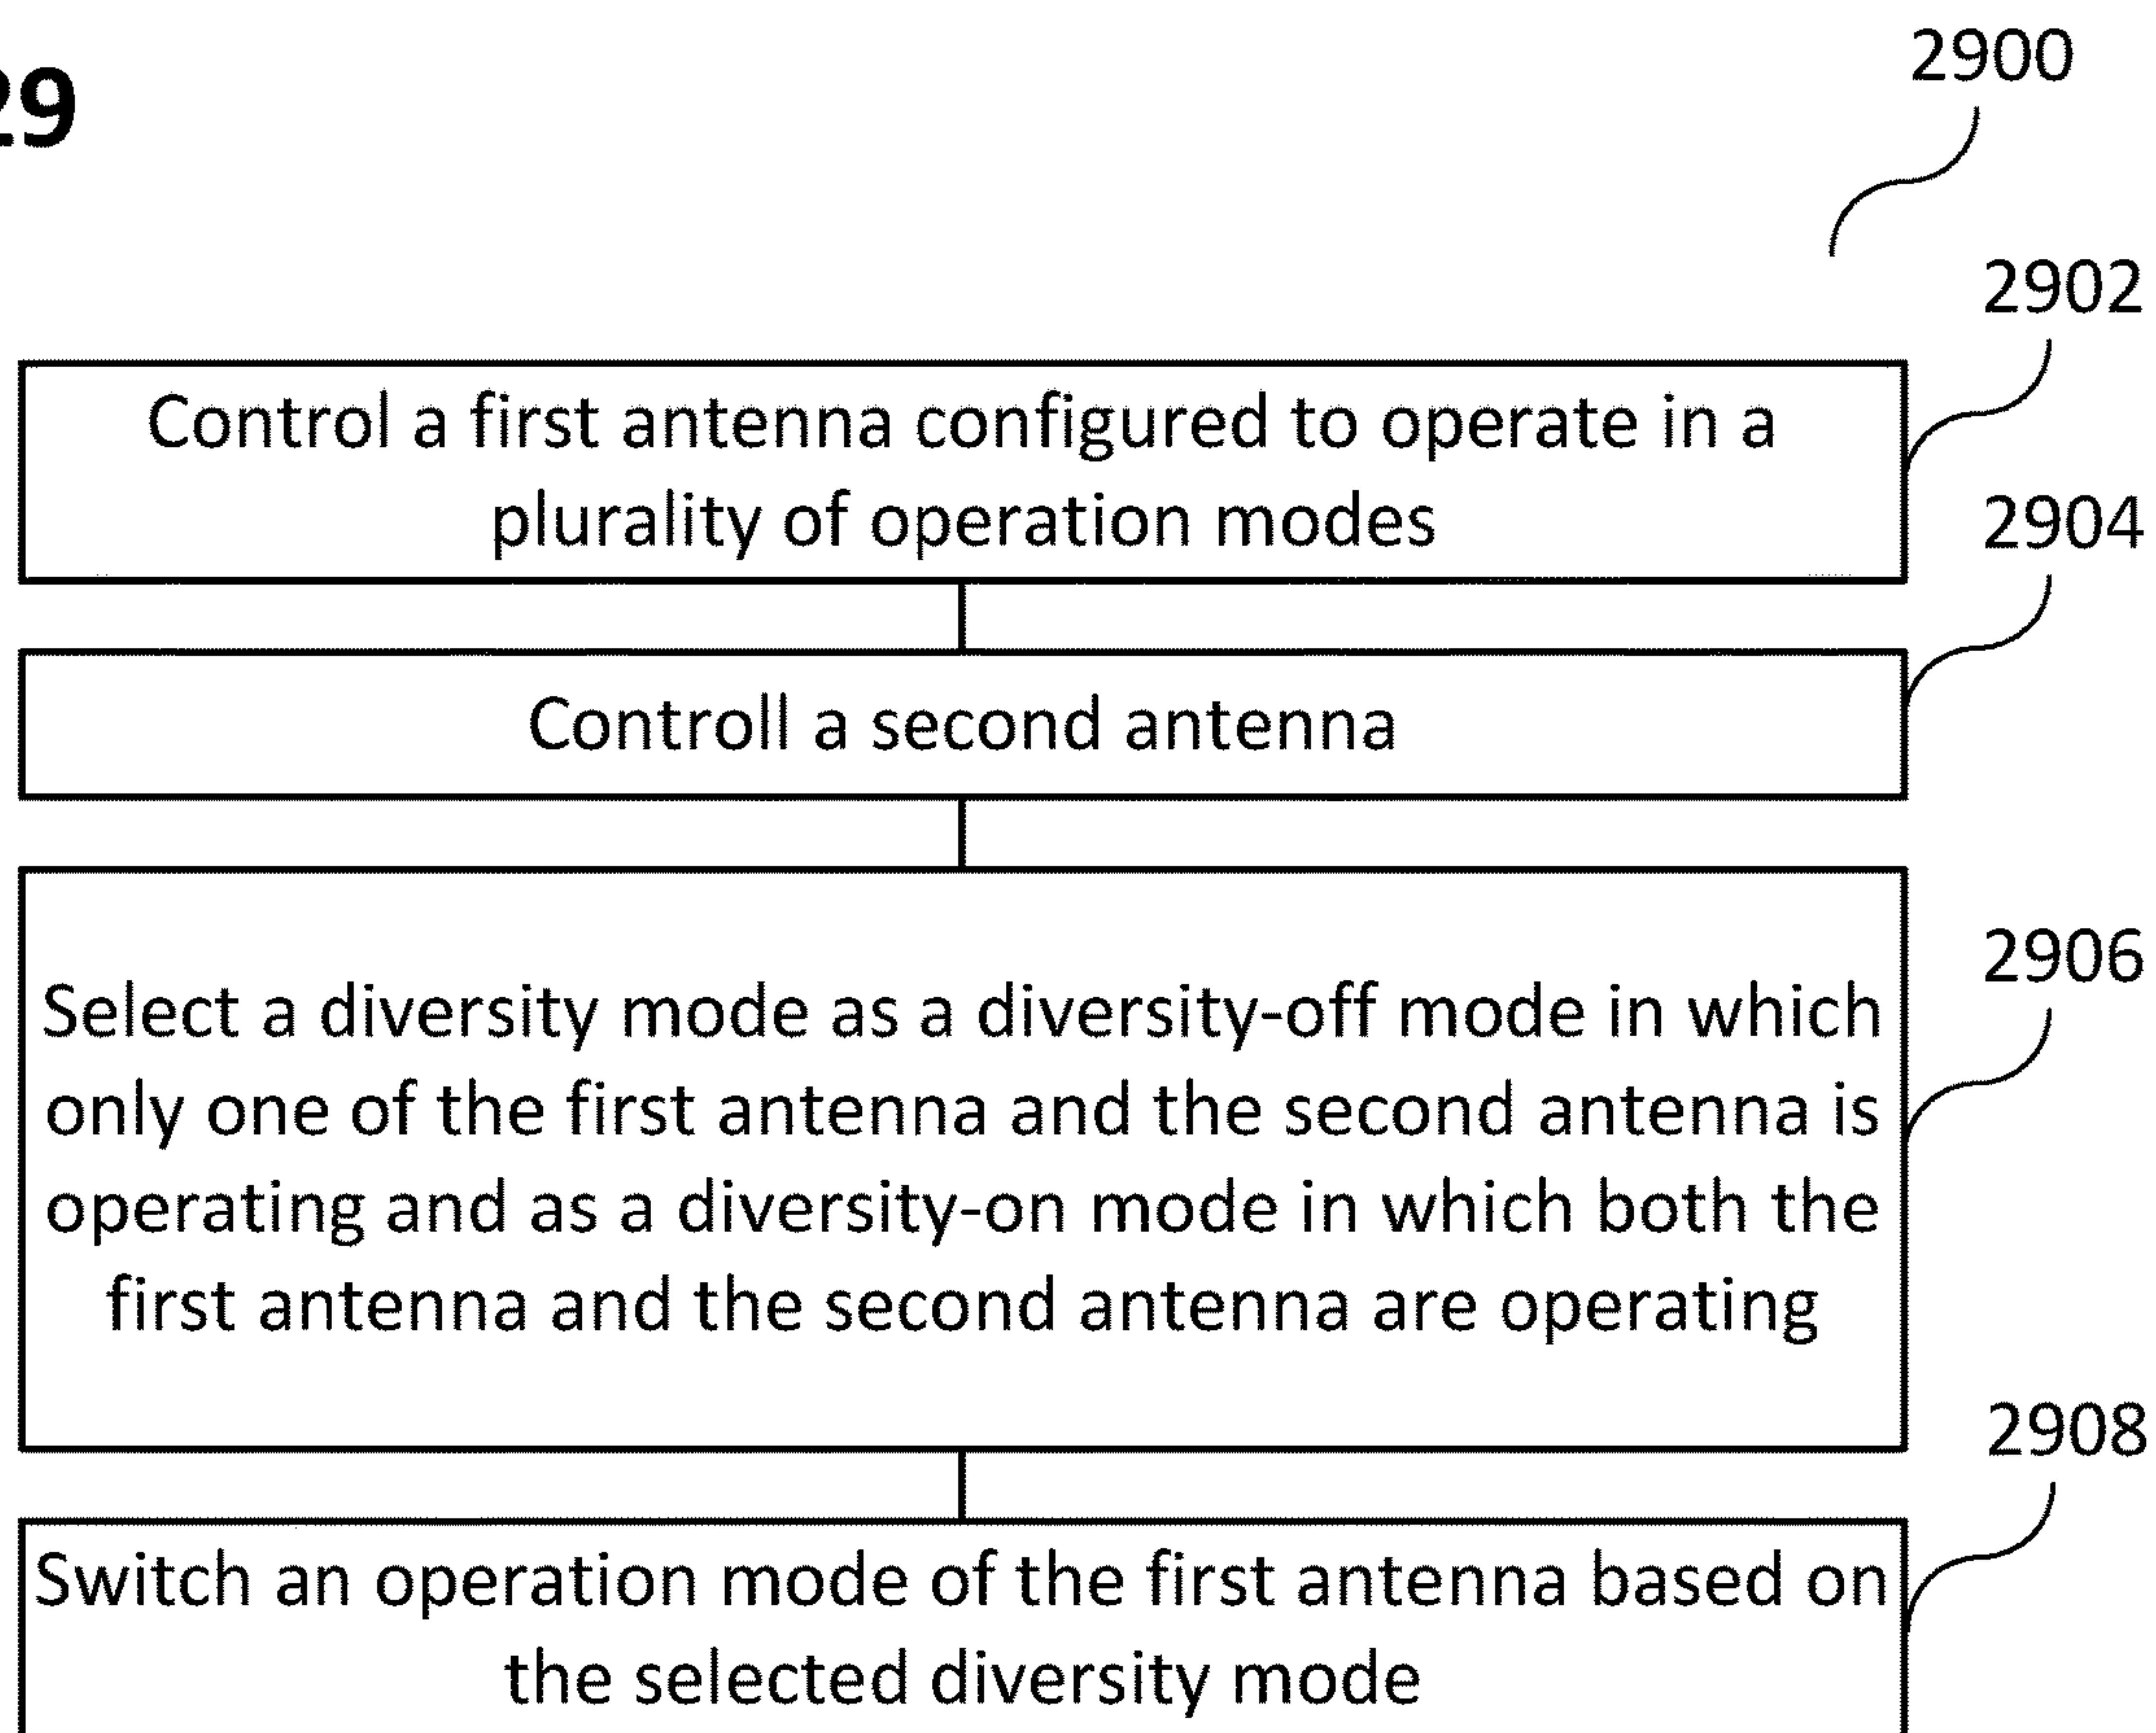 29
2900
2902
Control a first antenna configured to operate in a
plurality of operation modes
2904
Controll a second antenna
2906
Select a diversity mode as a diversity-off mode in which
only one of the first antenna and the second antenna is
operating and as a diversity-on mode in which both the
first antenna and the second antenna are operating
2908
Switch an operation mode of the first antenna based on
the selected diversity mode